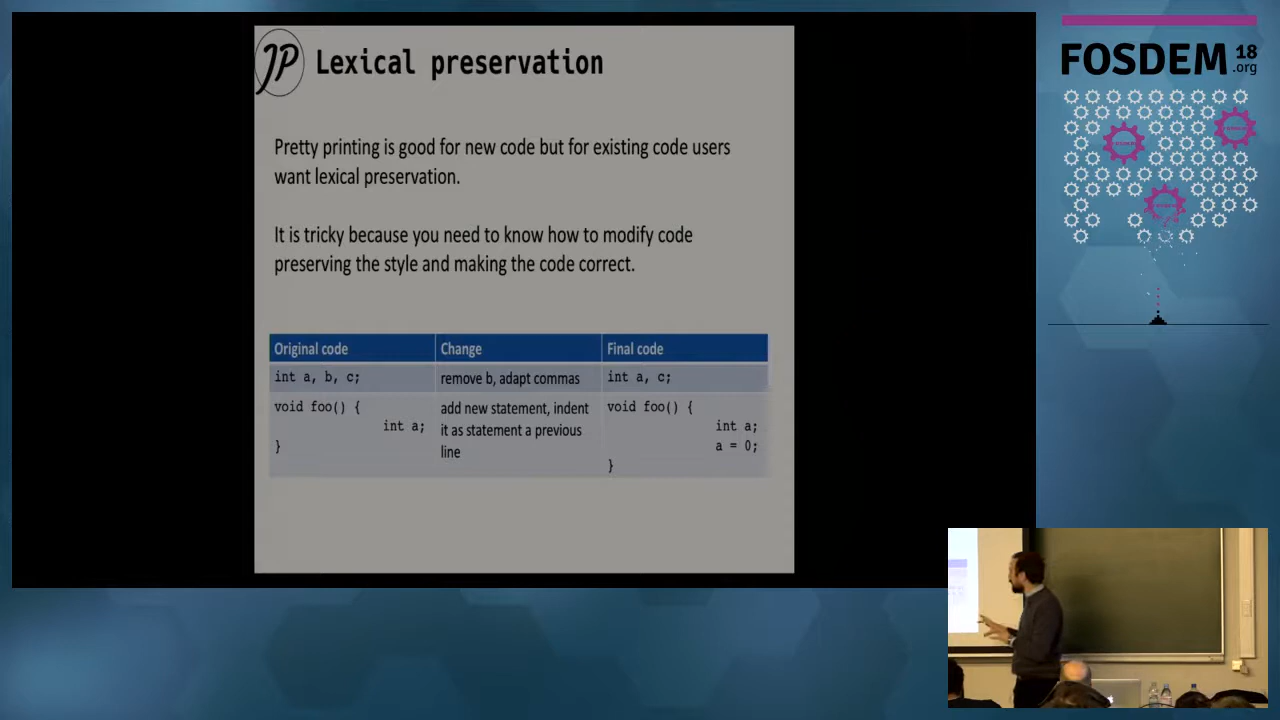 JP Lexical preservation
Pretty printing is good for new code but for existing code users
want lexical preservation.
It is tricky because you need to know how to modify code
preserving the style and making the code correct.
Original code Change Final code
int a, b, c; remove b, adapt commas int a, c;
void foo() { add new statement, indent void foo() {
int a; it as statement a previous int a;
} line a = 0;
}
FOSDEM 18
.org